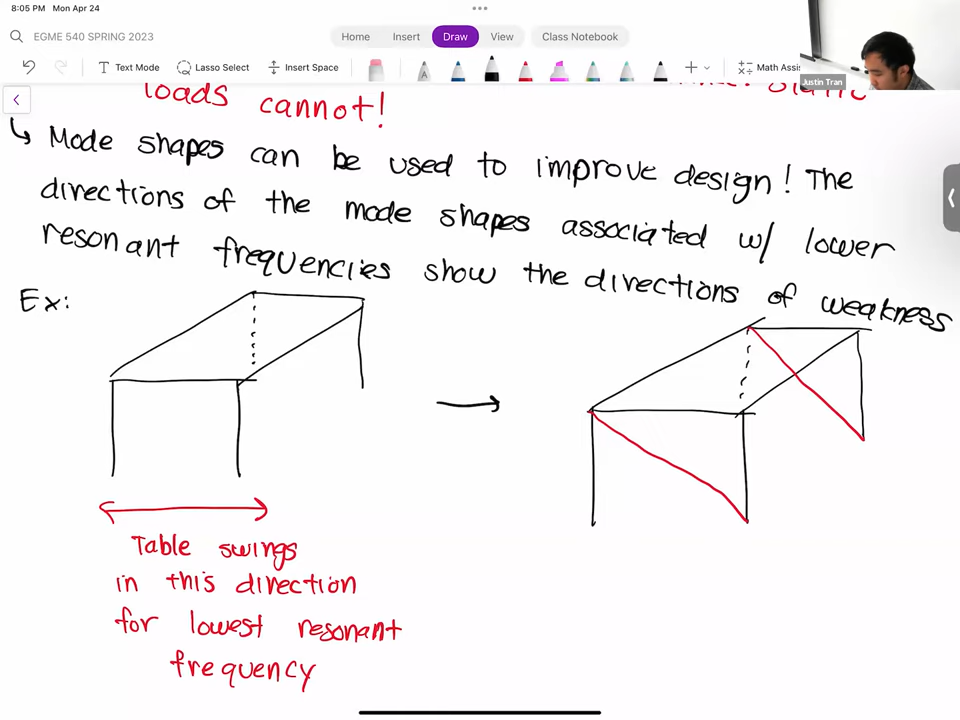 8:05 PM Mon Apr 24
EGME 540 SPRING 2023
Home Insert Draw View Class Notebook
Text Mode Lasso Select Insert Space Math Assis
Justin Tran
loads cannot!
↳ Mode shapes can be used to improve design! The
directions of the mode shapes associated w/ lower
resonant frequencies show the directions of weakness
Ex:
Table swings
in this direction
for lowest resonant
frequency